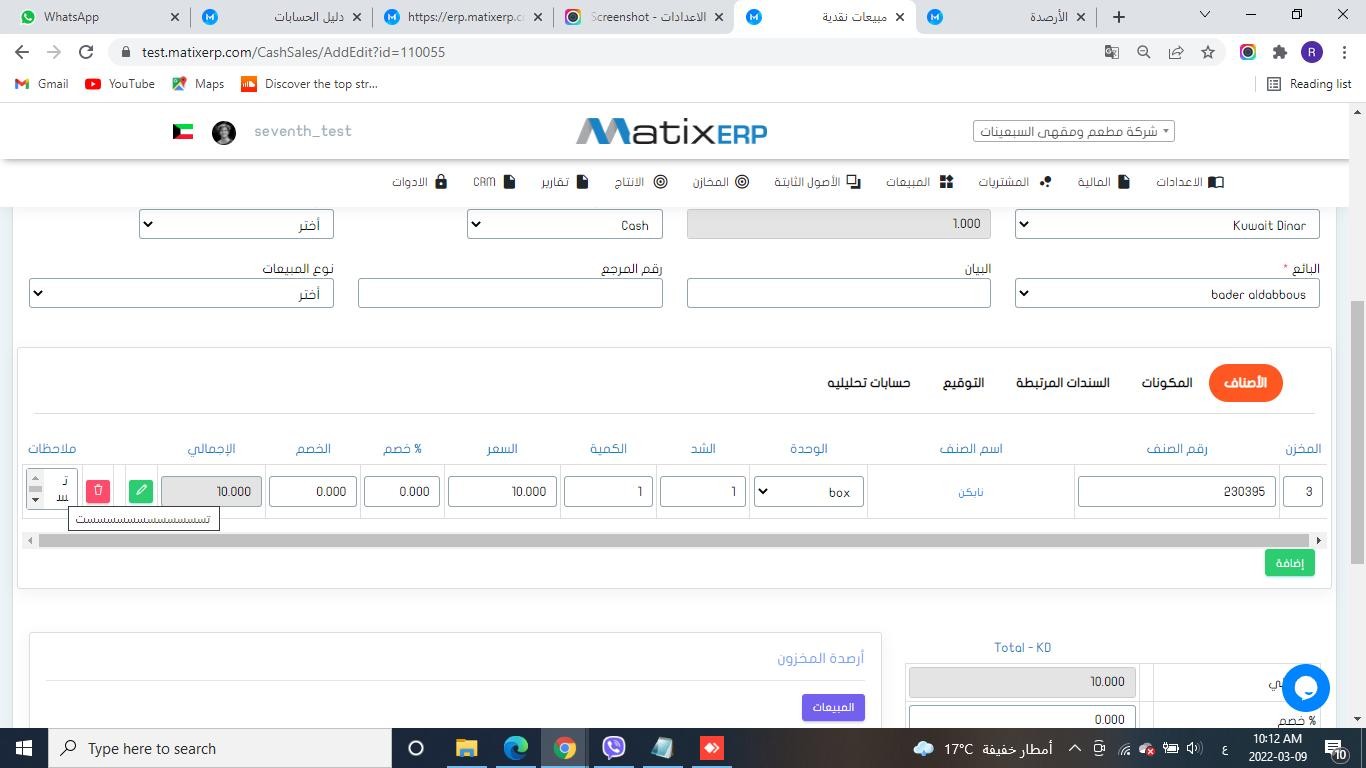 WhatsApp
دليل الحسابات
https://erp.matixerp.c
Screenshot - الاعدادات
مبيعات نقدية
الأرصدة
test.matixerp.com/CashSales/AddEdit?id=110055
R
Gmail
YouTube
Maps
Discover the top str...
Reading list
seventh_test
MatixERP
شركة مطعم ومقهى السبعينات
الاعدادات
المالية
المشتريات
المبيعات
الأصول الثابتة
المخازن
الانتاج
تقارير
CRM
الادوات
Kuwait Dinar
1.000
Cash
أختر
البائع *
البيان
رقم المرجع
نوع المبيعات
bader aldabbous
أختر
الأصناف
المكونات
السندات المرتبطة
التوقيع
حسابات تحليليه
المخزن
رقم الصنف
اسم الصنف
الوحدة
الشد
الكمية
السعر
% خصم
الخصم
الإجمالي
ملاحظات
3
230395
نابكن
box
1
1
10.000
0.000
0.000
10.000
إضافة
Total - KD
10.000
% خصم
0.000
أرصدة المخزون
المبيعات
Type here to search
17°C أمطار خفيفة
ع
10:12 AM
2022-03-09
10